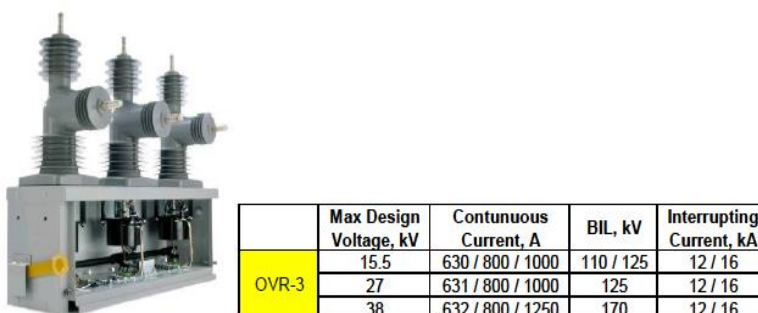 Max Design Voltage, kV Contunuous Current, A BIL, kV Interrupting Current, kA
OVR-3 15.5 630 / 800 / 1000 110 / 125 12 / 16
27 631 / 800 / 1000 125 12 / 16
38 632 / 800 / 1250 170 12 / 16